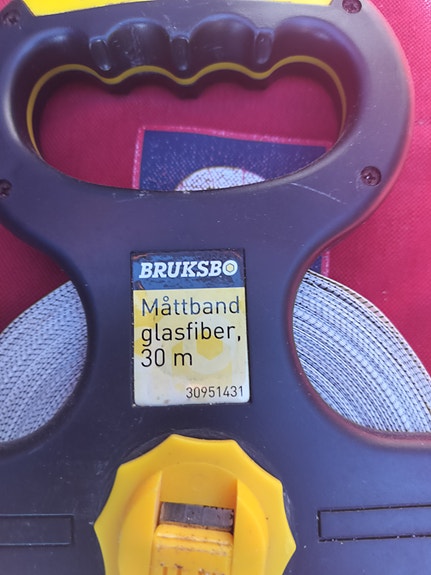 BRUKSBO
Måttband
glasfiber,
30 m
30951431